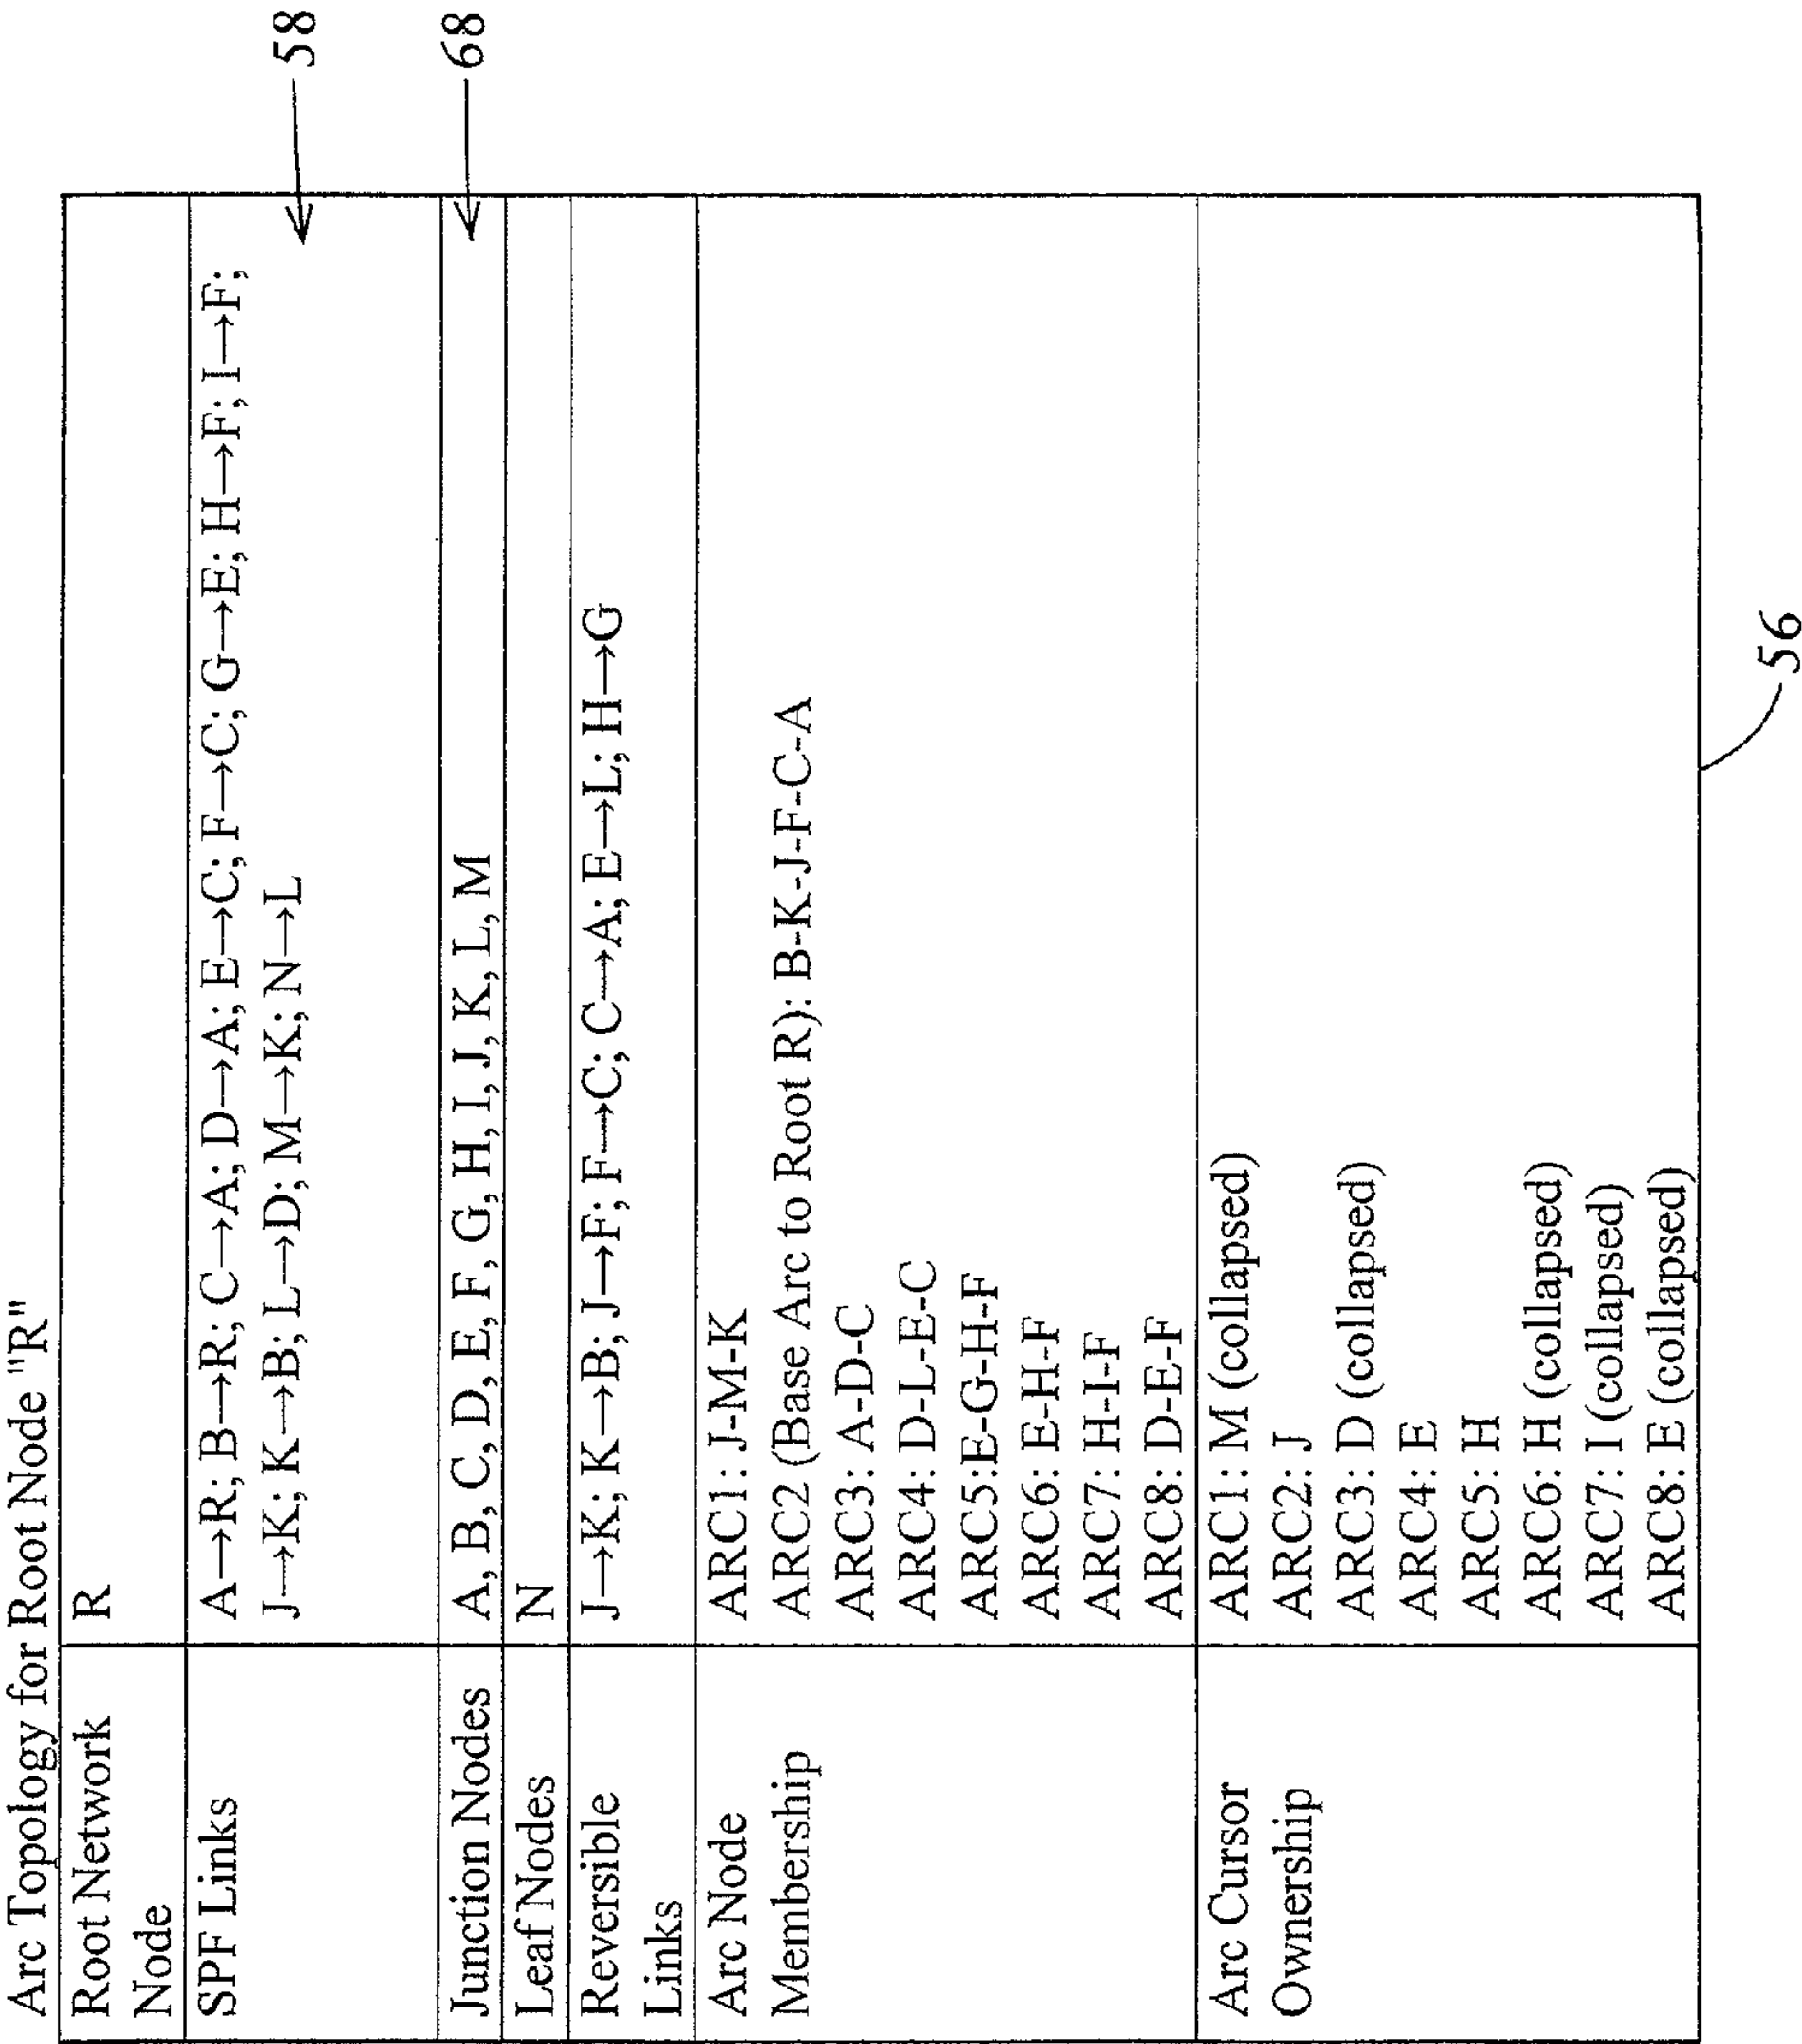 Arc Topology for Root Node "R"
Root Network
Node
R
SPF Links
A→R; B→R; C→A; D→A; E→C; F→C; G→E; H→F; I→F;
J→K; K→B; L→D; M→K; N→L
58
Junction Nodes
A, B, C, D, E, F, G, H, I, J, K, L, M
68
Leaf Nodes
N
Reversible
Links
J→K; K→B; J→F; F→C; C→A; E→L; H→G
Arc Node
Membership
ARC1: J-M-K
ARC2 (Base Arc to Root R): B-K-J-F-C-A
ARC3: A-D-C
ARC4: D-L-E-C
ARC5:E-G-H-F
ARC6: E-H-F
ARC7: H-I-F
ARC8: D-E-F
Arc Cursor
Ownership
ARC1: M (collapsed)
ARC2: J
ARC3: D (collapsed)
ARC4: E
ARC5: H
ARC6: H (collapsed)
ARC7: I (collapsed)
ARC8: E (collapsed)
56